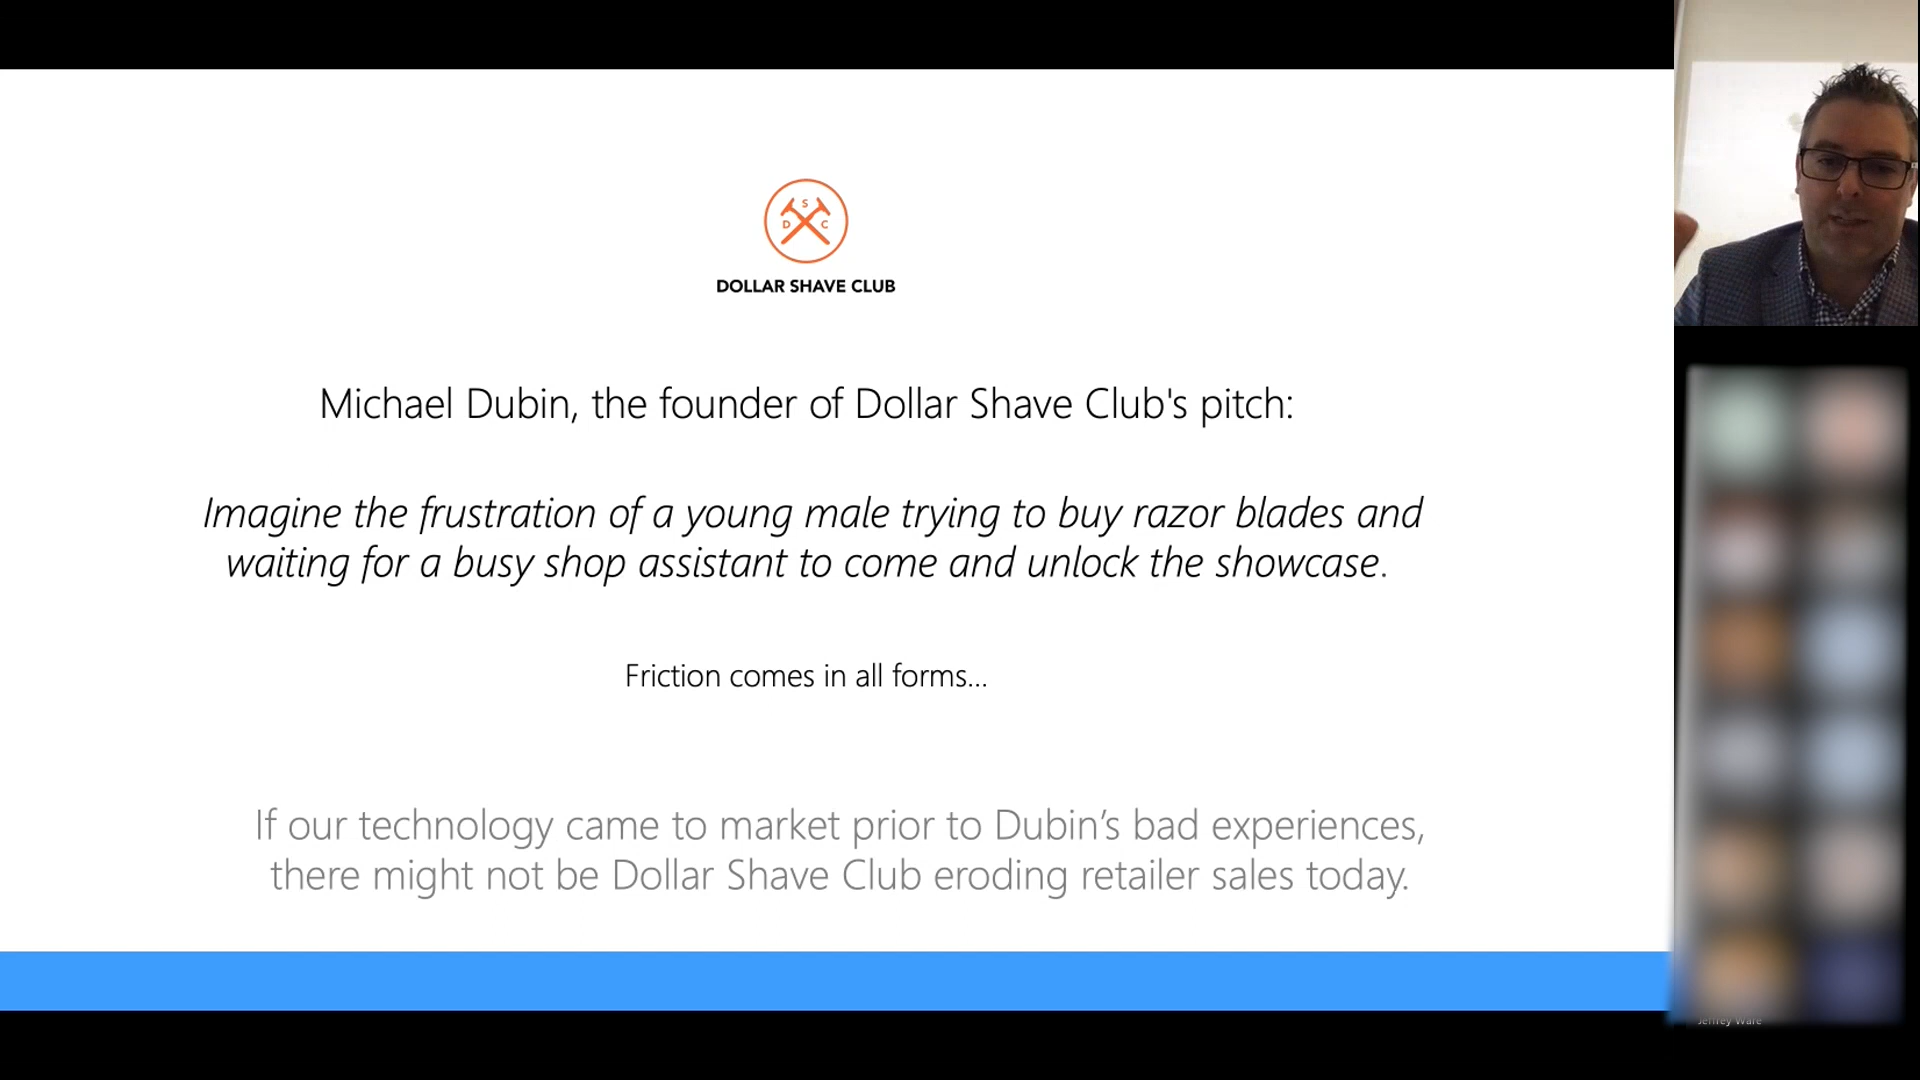 D S C
DOLLAR SHAVE CLUB
Michael Dubin, the founder of Dollar Shave Club's pitch:
Imagine the frustration of a young male trying to buy razor blades and
waiting for a busy shop assistant to come and unlock the showcase.
Friction comes in all forms...
If our technology came to market prior to Dubin’s bad experiences,
there might not be Dollar Shave Club eroding retailer sales today.
Jeffrey Ware